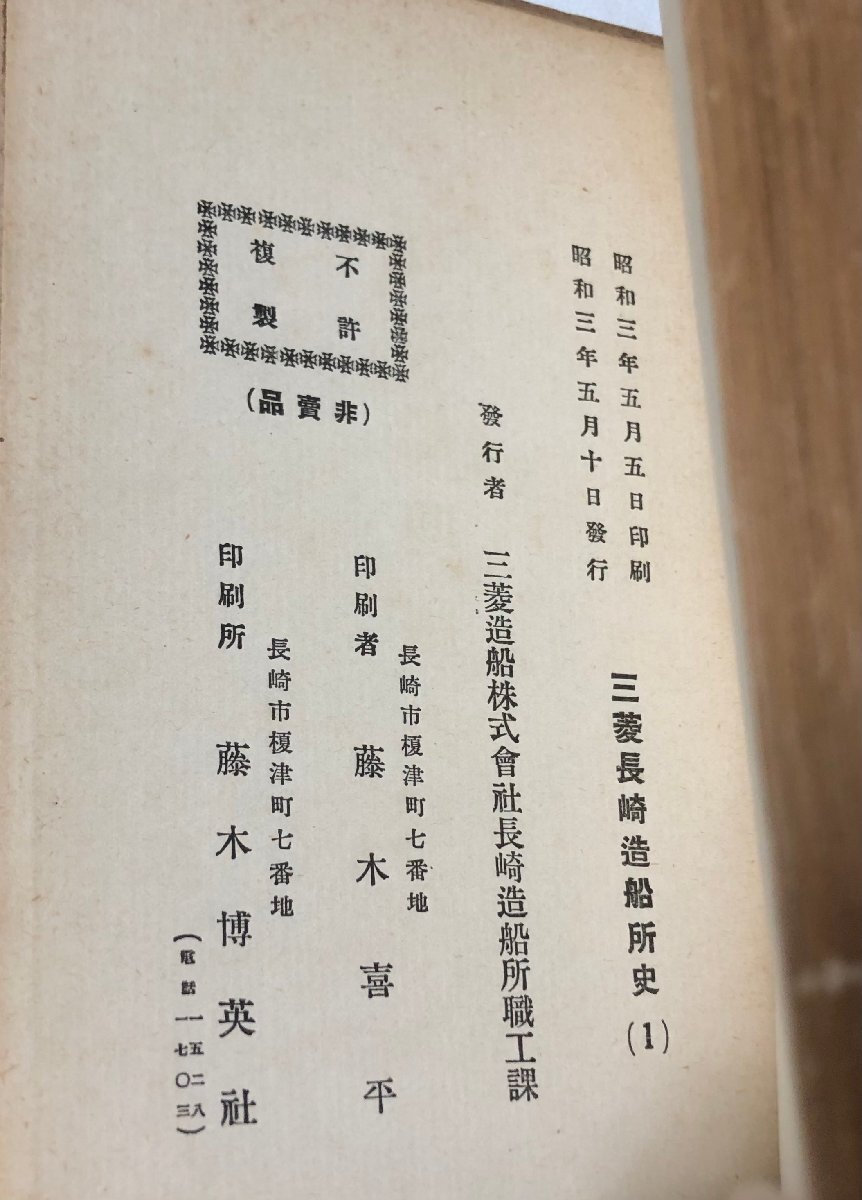 昭和三年五月五日印刷
昭和三年五月十日發行
三菱長崎造船所史(1)
發行者 三菱造船株式會社長崎造船所職工課
長崎市榎津町七番地
印刷者 藤木喜平
長崎市榎津町七番地
印刷所 藤木博英社
(電話一五二八
一七〇三)
不許
複製
(非賣品)